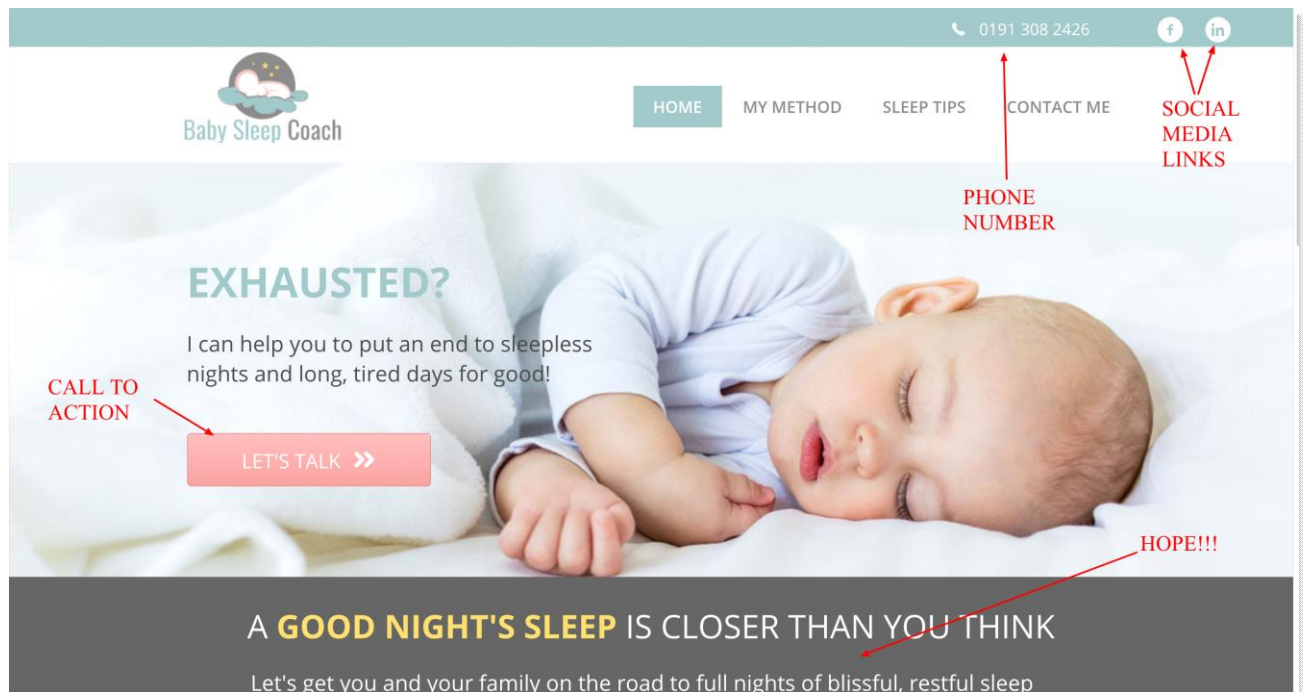 0191 308 2426
f in
Baby Sleep Coach
HOME MY METHOD SLEEP TIPS CONTACT ME
SOCIAL
MEDIA
LINKS
PHONE
NUMBER
EXHAUSTED?
I can help you to put an end to sleepless
nights and long, tired days for good!
CALL TO
ACTION
LET'S TALK
HOPE!!!
A GOOD NIGHT'S SLEEP IS CLOSER THAN YOU THINK
Let's get you and your family on the road to full nights of blissful, restful sleep